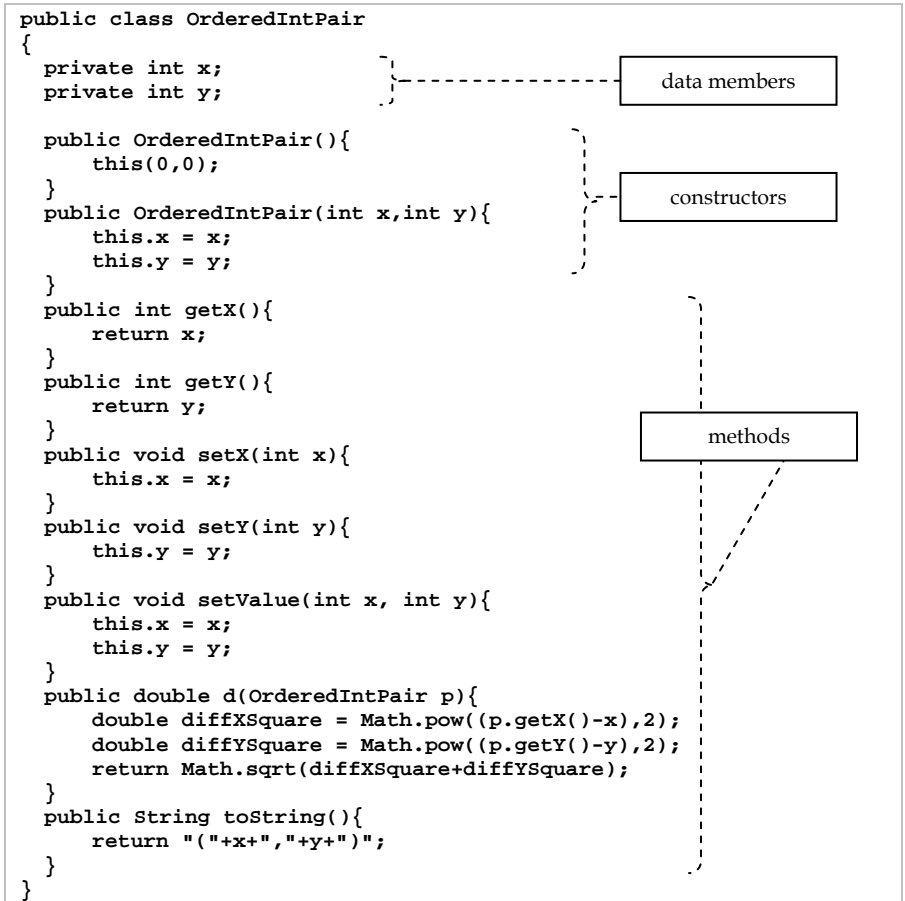 public class OrderedIntPair
{
private int x;
private int y;
data members
public OrderedIntPair(){
this(0,0);
}
public OrderedIntPair(int x,int y){
this.x = x;
this.y = y;
}
constructors
public int getX(){
return x;
}
public int getY(){
return y;
}
public void setX(int x){
this.x = x;
}
public void setY(int y){
this.y = y;
}
public void setValue(int x, int y){
this.x = x;
this.y = y;
}
public double d(OrderedIntPair p){
double diffXSquare = Math.pow((p.getX()-x),2);
double diffYSquare = Math.pow((p.getY()-y),2);
return Math.sqrt(diffXSquare+diffYSquare);
}
public String toString(){
return "("+x+","+y+")";
}
methods
}